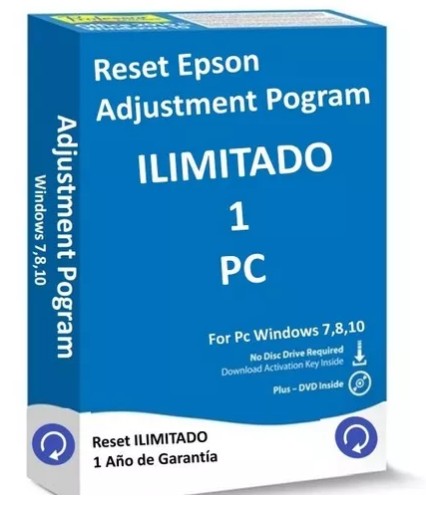 Reset Epson
Adjustment Pogram
ILIMITADO
1
PC
For Pc Windows 7,8,10
No Disc Drive Required
Download Activation Key Inside
Plus – DVD Inside
Reset ILIMITADO
1 Año de Garantía
Adjustment Pogram
Windows 7,8,10